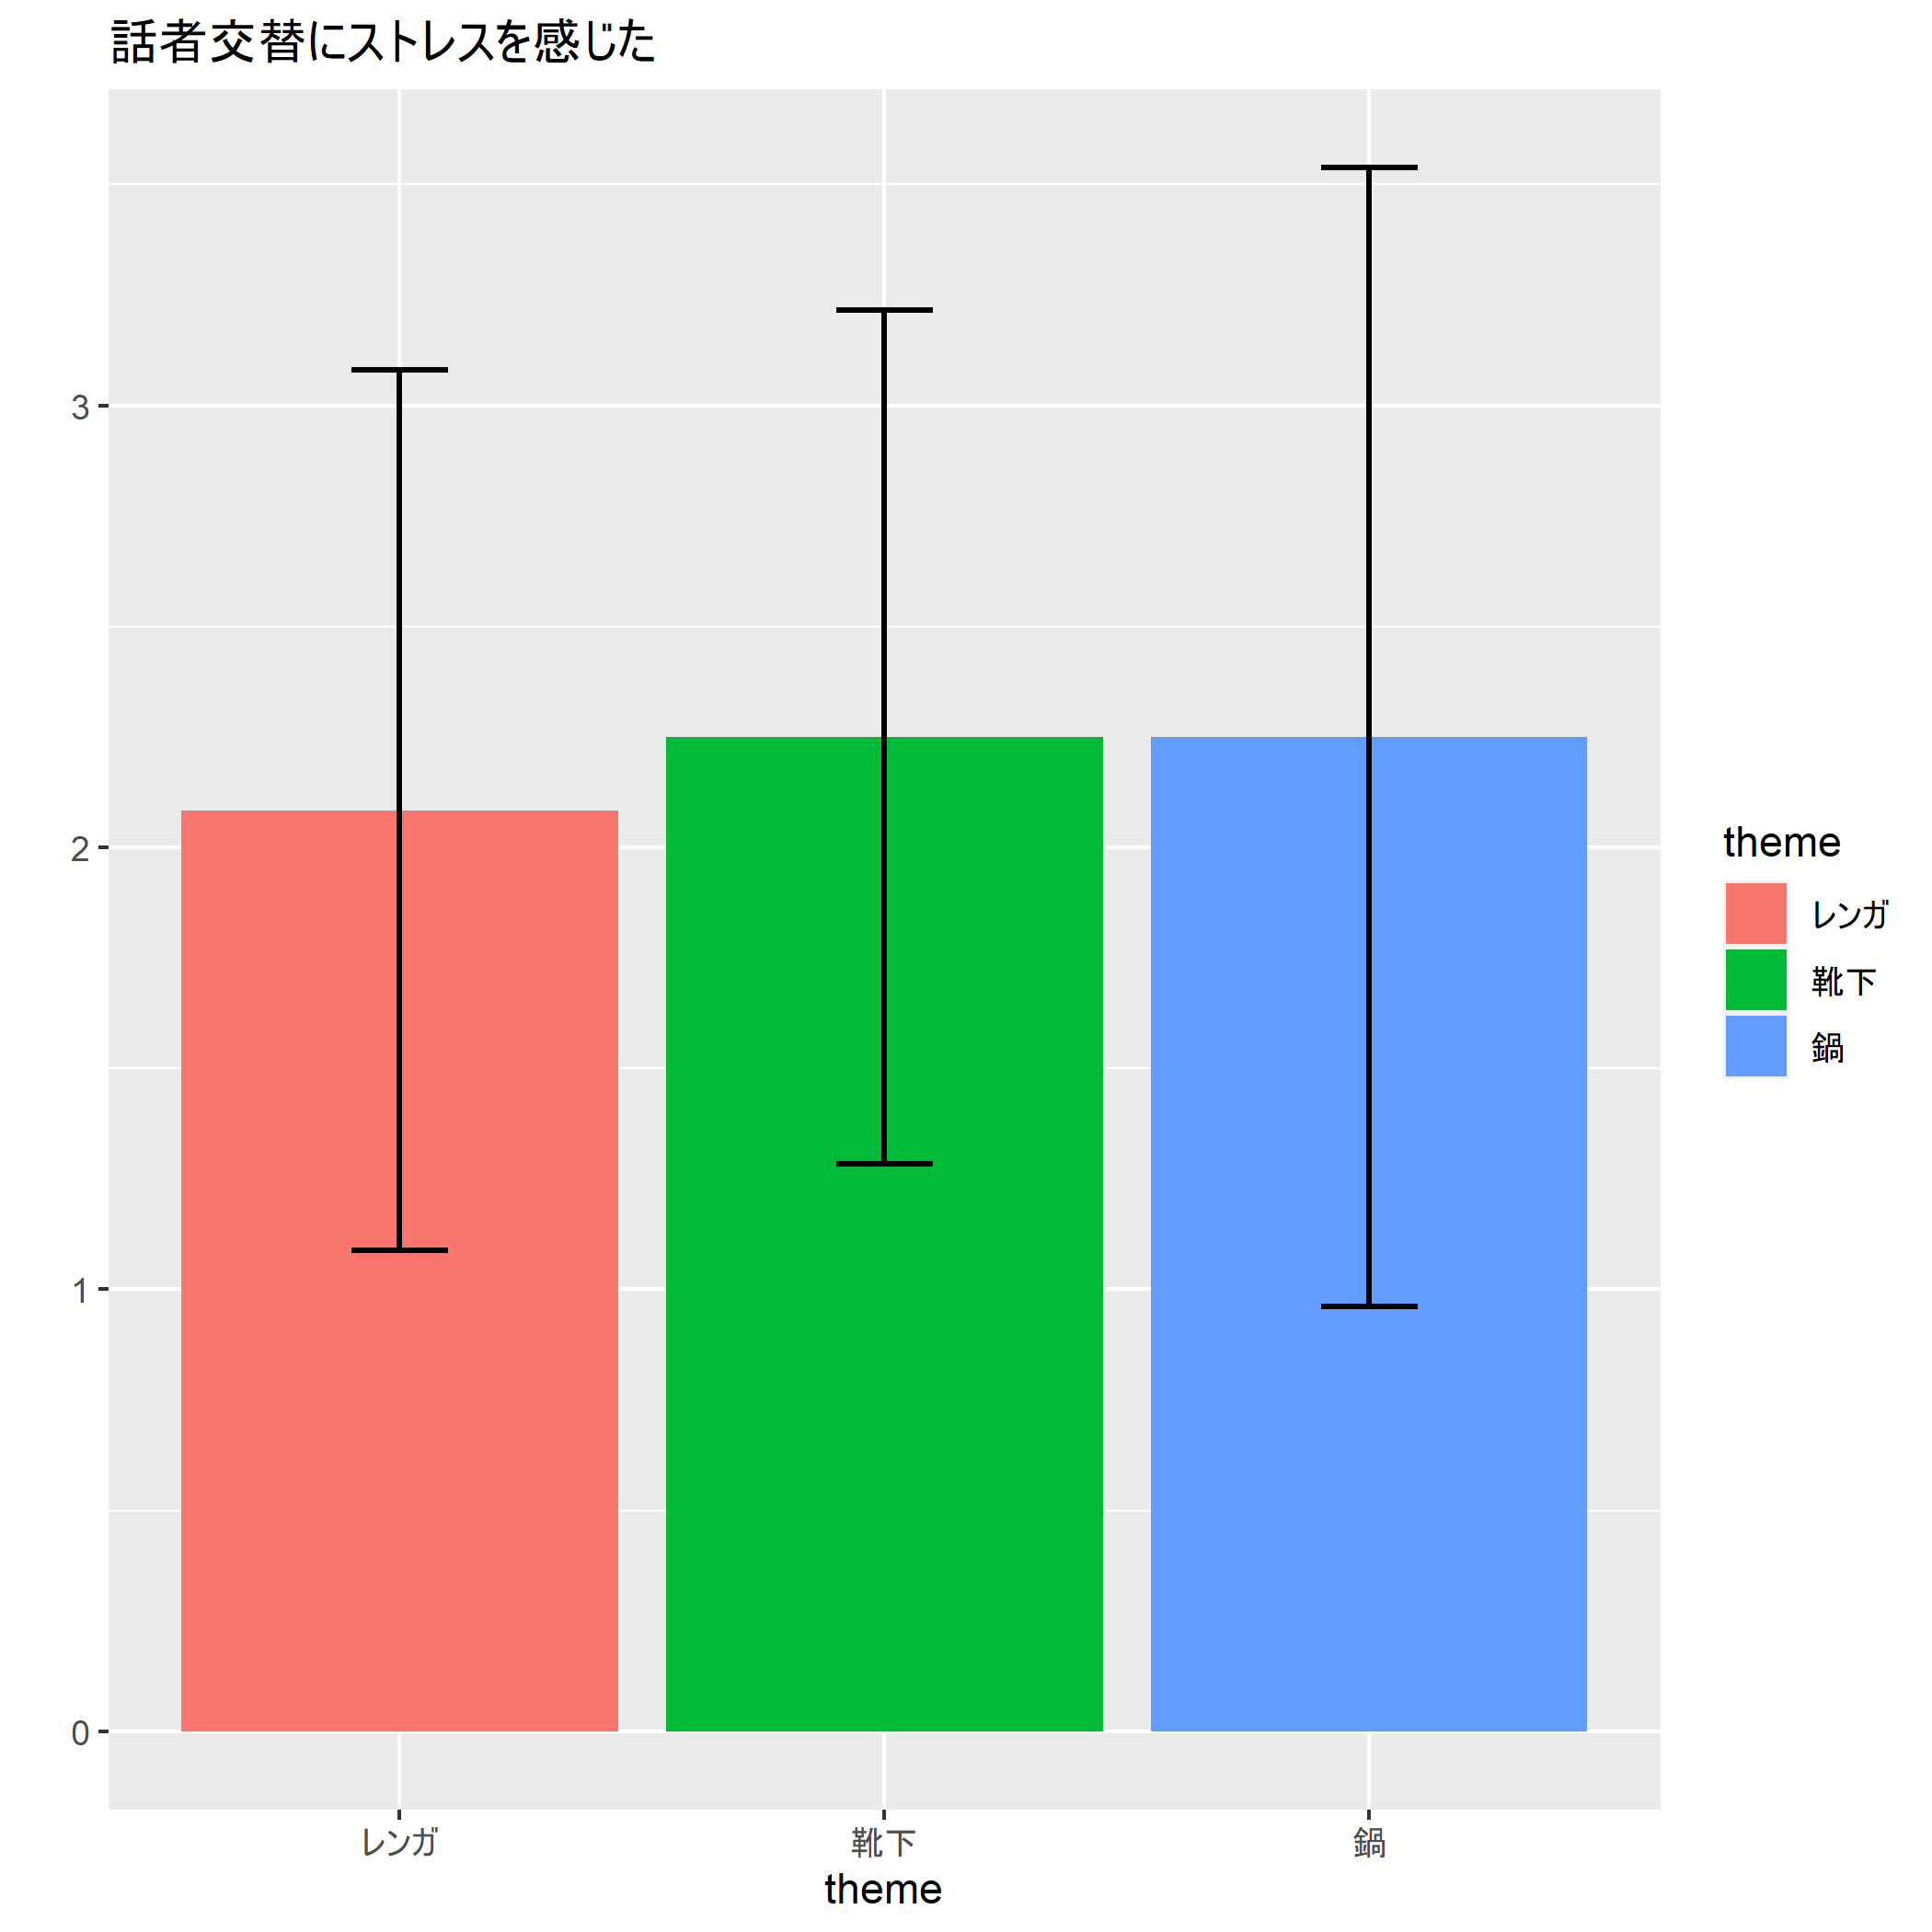 話者交替にストレスを感じた
3
2
1
0
レンガ 靴下 鍋
theme
theme
レンガ
靴下
鍋